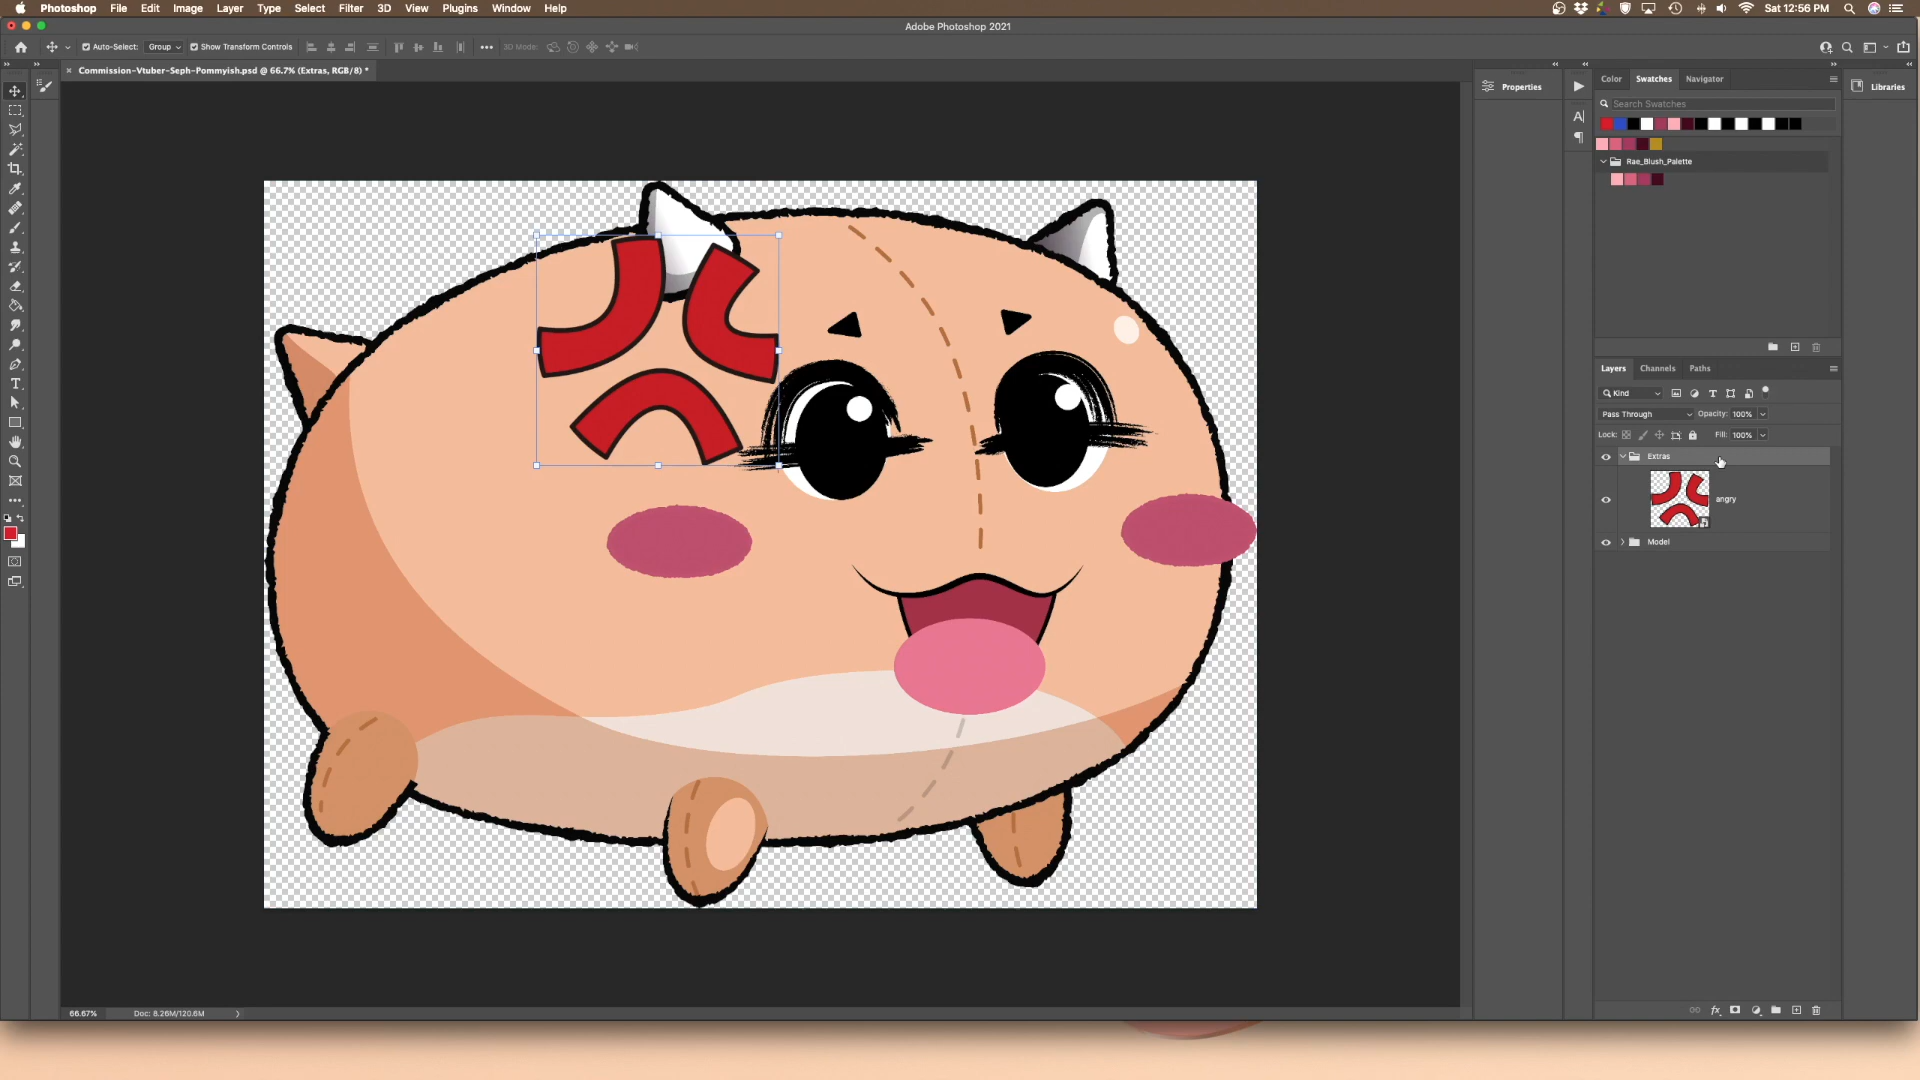 Photoshop File Edit Image Layer Type Select Filter 3D View Plugins Window Help Sat 12:56 PM
Adobe Photoshop 2021
Auto-Select: Group Show Transform Controls 3D Mode:
Commission-Vtuber-Seph-Pommyish.psd @ 66.7% (Extras, RGB/8) *
Properties
Color Swatches Navigator
Libraries
Search Swatches
Rae_Blush_Palette
Layers Channels Paths
Kind
Pass Through Opacity: 100%
Lock: Fill: 100%
Extras
angry
Model
66.67% Doc: 8.26M/120.6M